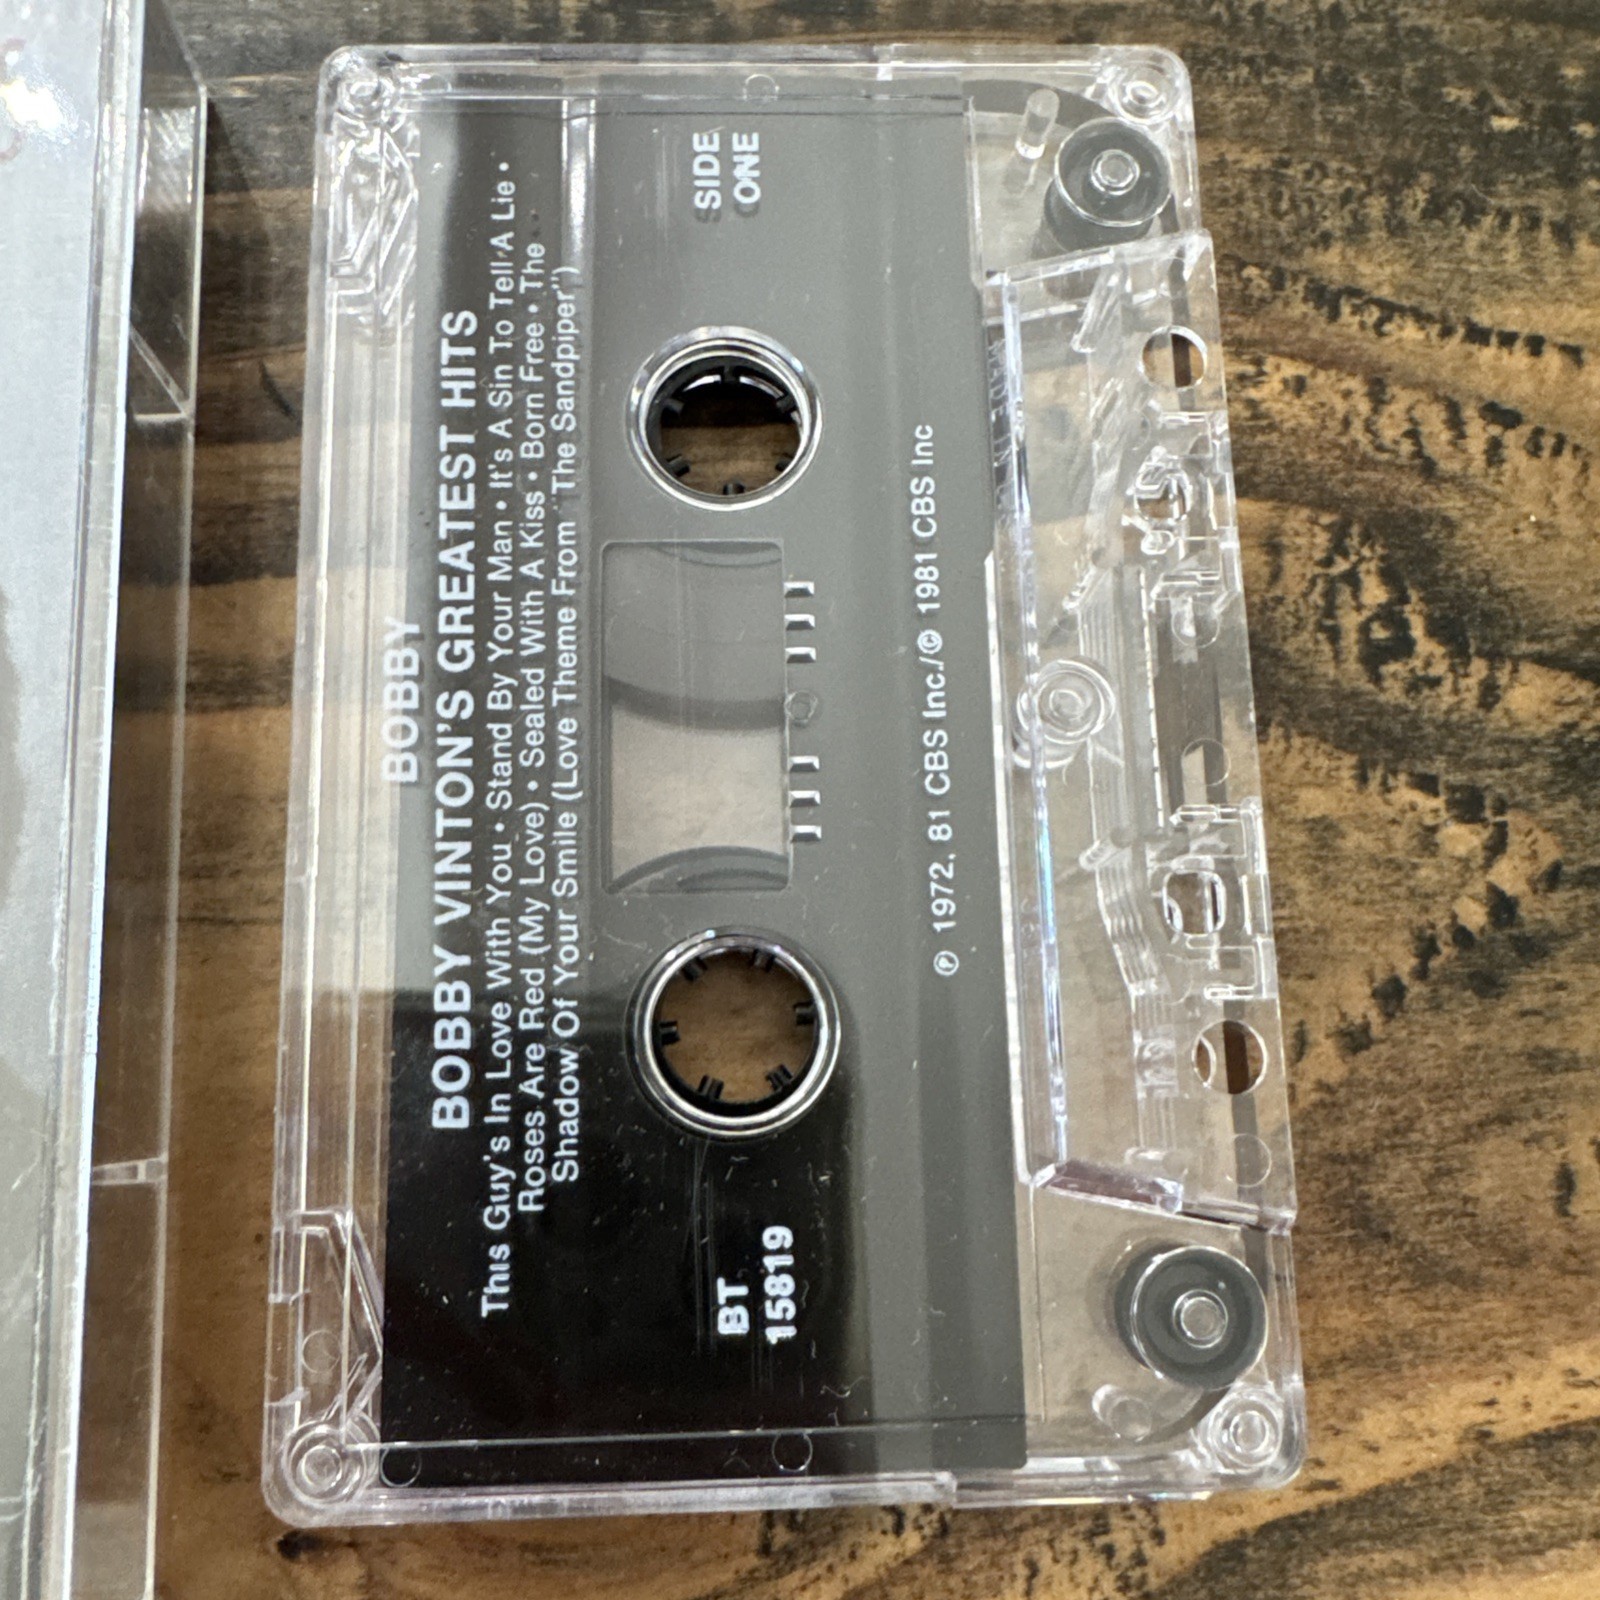 BOBBY
BOBBY VINTON'S GREATEST HITS
This Guy's In Love With You • Stand By Your Man • It's A Sin To Tell A Lie •
Roses Are Red (My Love) • Sealed With A Kiss • Born Free • The
Shadow Of Your Smile (Love Theme From "The Sandpiper")
BT
15819
SIDE
ONE
℗ 1972, 81 CBS Inc./© 1981 CBS Inc
MADE IN